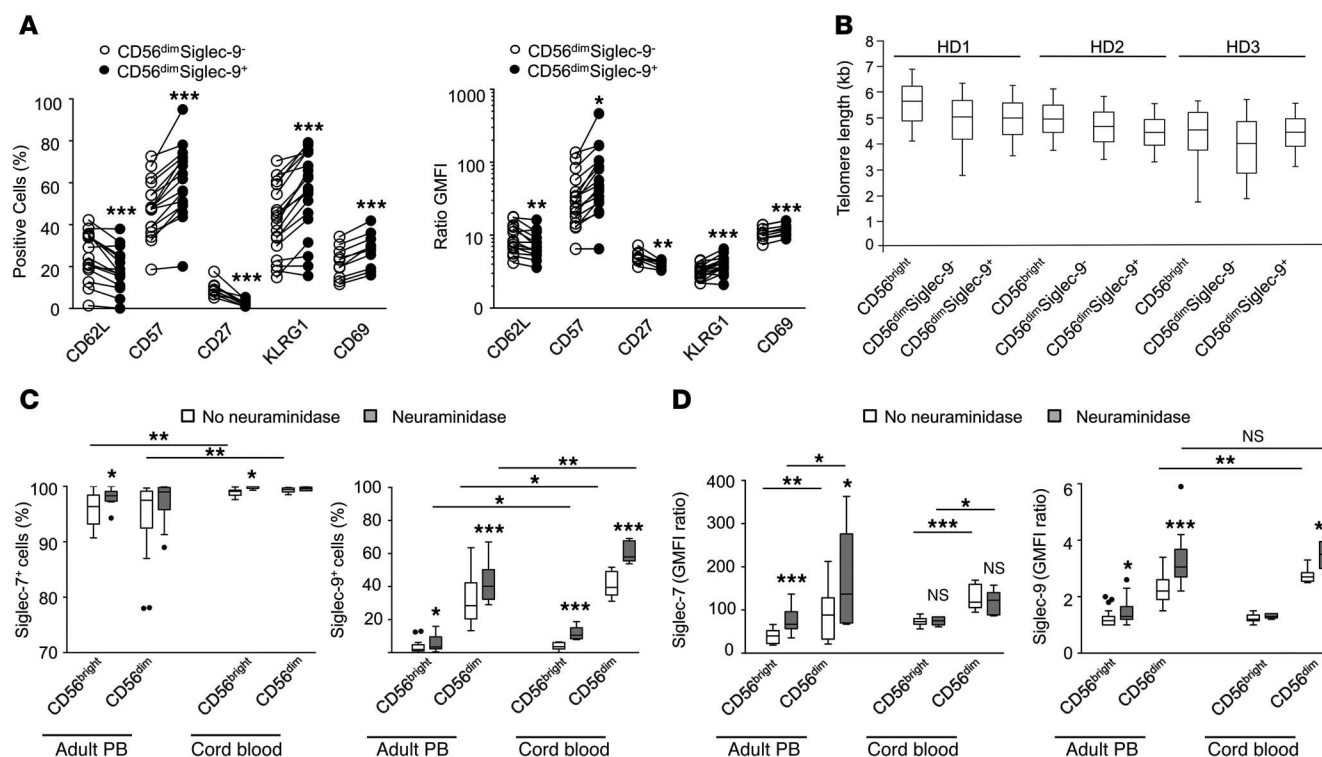 A
CD56dimSiglec-9-
CD56dimSiglec-9+
Positive Cells (%)
100
80
60
40
20
0
***
***
***
***
***
CD62L
CD57
CD27
KLRG1
CD69
CD56dimSiglec-9-
CD56dimSiglec-9+
Ratio GMFI
1000
100
10
0
**
*
**
***
***
CD62L
CD57
CD27
KLRG1
CD69
B
HD1 HD2 HD3
Telomere length (kb)
8
7
6
5
4
3
2
1
0
CD56bright
CD56dimSiglec-9-
CD56dimSiglec-9+
CD56bright
CD56dimSiglec-9-
CD56dimSiglec-9+
CD56bright
CD56dimSiglec-9-
CD56dimSiglec-9+
C
No neuraminidase Neuraminidase
Siglec-7+ cells (%)
100
90
80
70
**
**
*
*
CD56bright
CD56dim
CD56bright
CD56dim
Adult PB Cord blood
Siglec-9+ cells (%)
100
80
60
40
20
**
*
*
*
***
***
***
CD56bright
CD56dim
CD56bright
CD56dim
Adult PB Cord blood
D
No neuraminidase Neuraminidase
Siglec-7 (GMFI ratio)
400
300
200
100
0
*
**
*
***
*
***
NS
NS
CD56bright
CD56dim
CD56bright
CD56dim
Adult PB Cord blood
Siglec-9 (GMFI ratio)
6
4
2
0
NS
**
*
***
*
CD56bright
CD56dim
CD56bright
CD56dim
Adult PB Cord blood